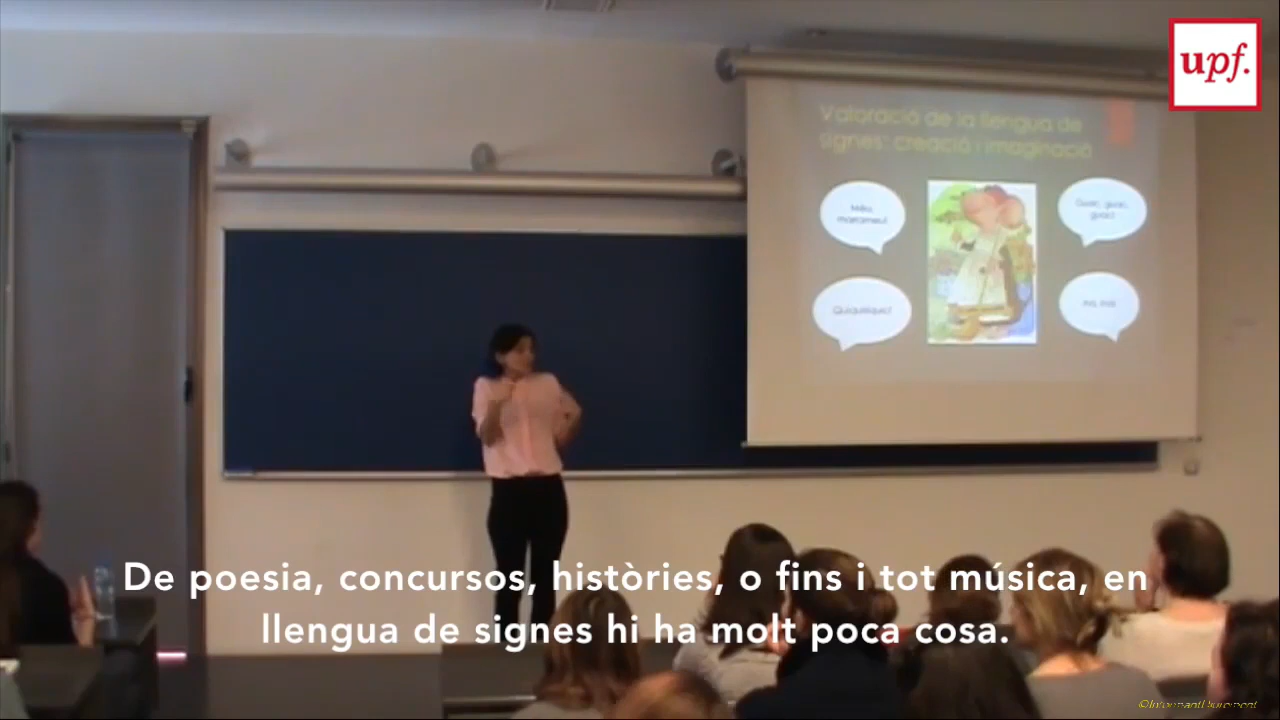 upf.
Valoració de la llengua de
signes: creació i imaginació
De poesia, concursos, històries, o fins i tot música, en
llengua de signes hi ha molt poca cosa.